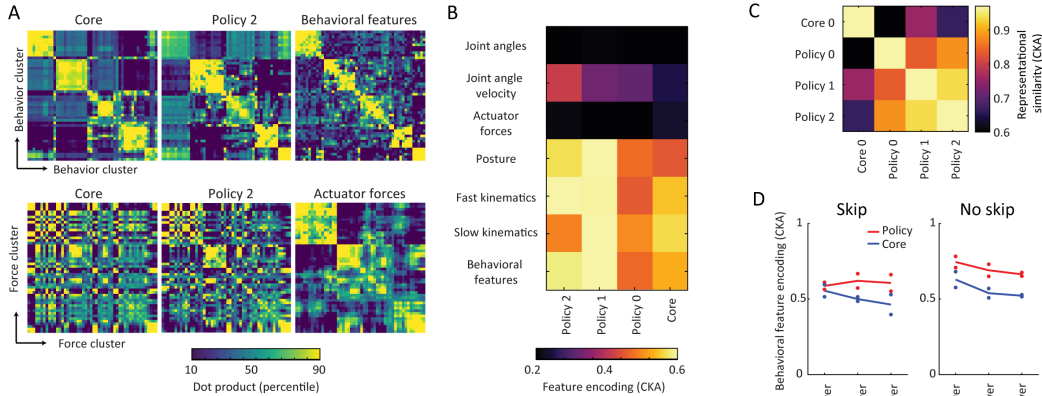 A
Core
Policy 2
Behavioral features
Behavior cluster
Behavior cluster
Core
Policy 2
Actuator forces
Force cluster
Force cluster
10
50
90
Dot product (percentile)
B
Joint angles
Joint angle
velocity
Actuator
forces
Posture
Fast kinematics
Slow kinematics
Behavioral
features
Policy 2
Policy 1
Policy 0
Core
0.2
0.4
0.6
Feature encoding (CKA)
C
Core 0
Policy 0
Policy 1
Policy 2
Core 0
Policy 0
Policy 1
Policy 2
0.9
0.8
0.7
0.6
Representational
similarity (CKA)
D
Skip
No skip
Behavioral feature encoding (CKA)
1
0.5
0
Policy
Core
1
0.5
0